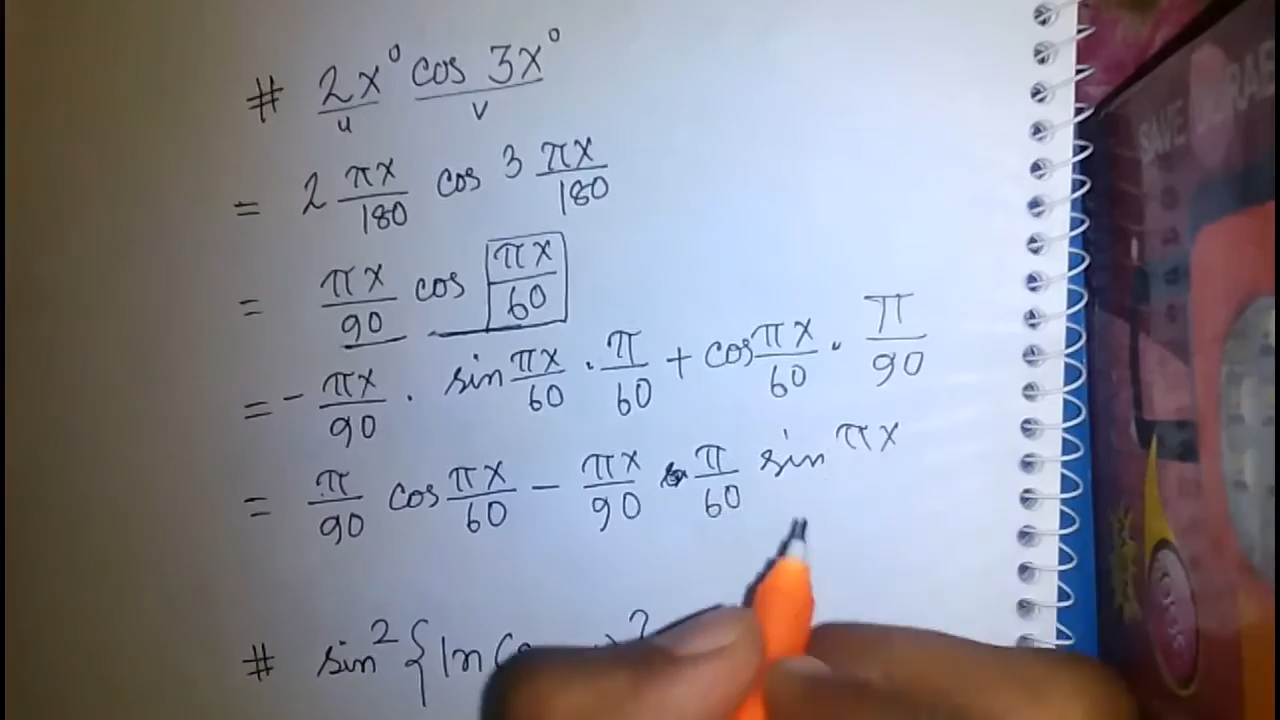 # 2x° cos 3x°
u v
= 2 πx/180 cos 3 πx/180
= πx/90 cos πx/60
= - πx/90 . sin πx/60 . π/60 + cos πx/60 . π/90
= π/90 cos πx/60 - πx/90 π/60 sin πx
# sin² { ln (
SAVE